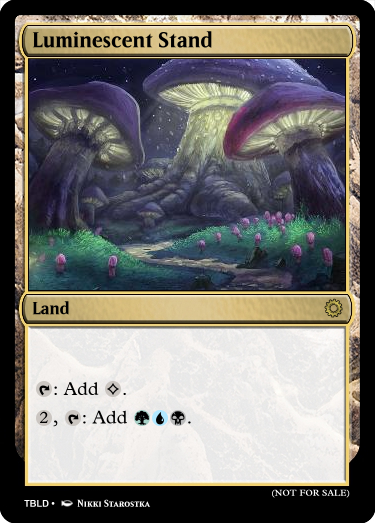 Luminescent Stand
Land
: Add .
2, : Add .
(NOT FOR SALE)
TBLD • Nikki Starostka